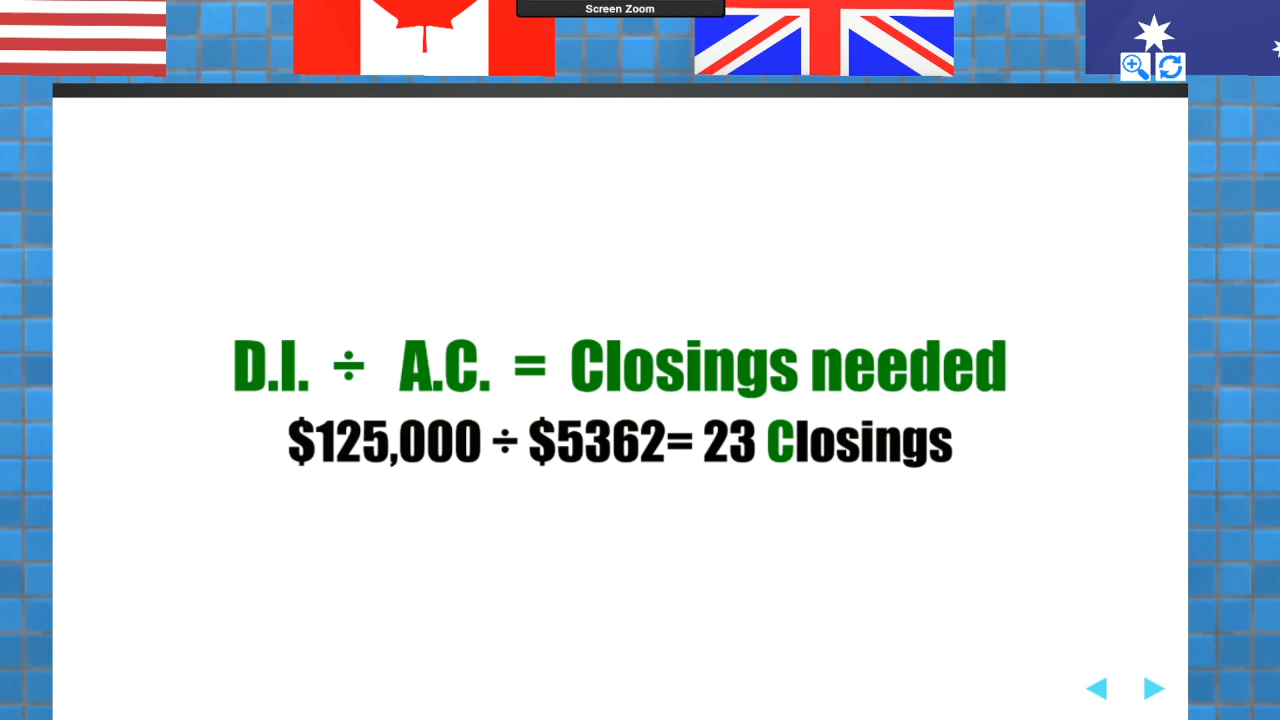 Screen Zoom
D.I. ÷ A.C. = Closings needed
$125,000 ÷ $5362= 23 Closings